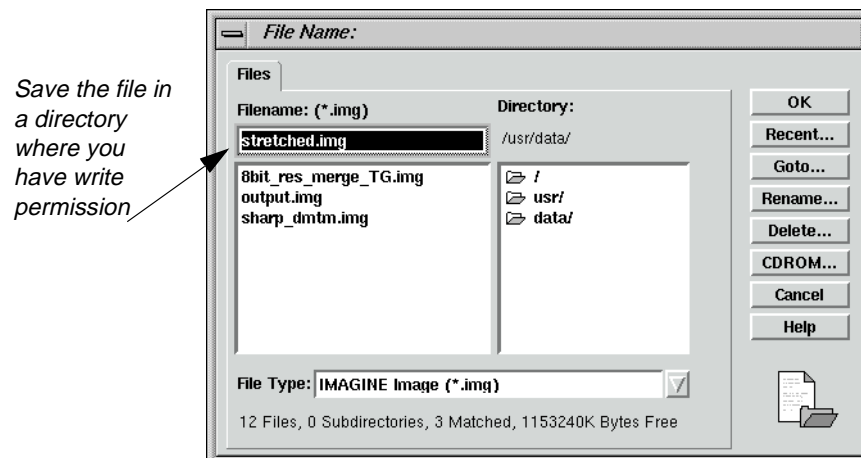 File Name:
Save the file in
a directory
where you
have write
permission
Files
Filename: (*.img)
Directory:
stretched.img
/usr/data/
8bit_res_merge_TG.img
output.img
sharp_dmtm.img
/
usr/
data/
File Type: IMAGINE Image (*.img)
12 Files, 0 Subdirectories, 3 Matched, 1153240K Bytes Free
OK
Recent...
Goto...
Rename...
Delete...
CDROM...
Cancel
Help